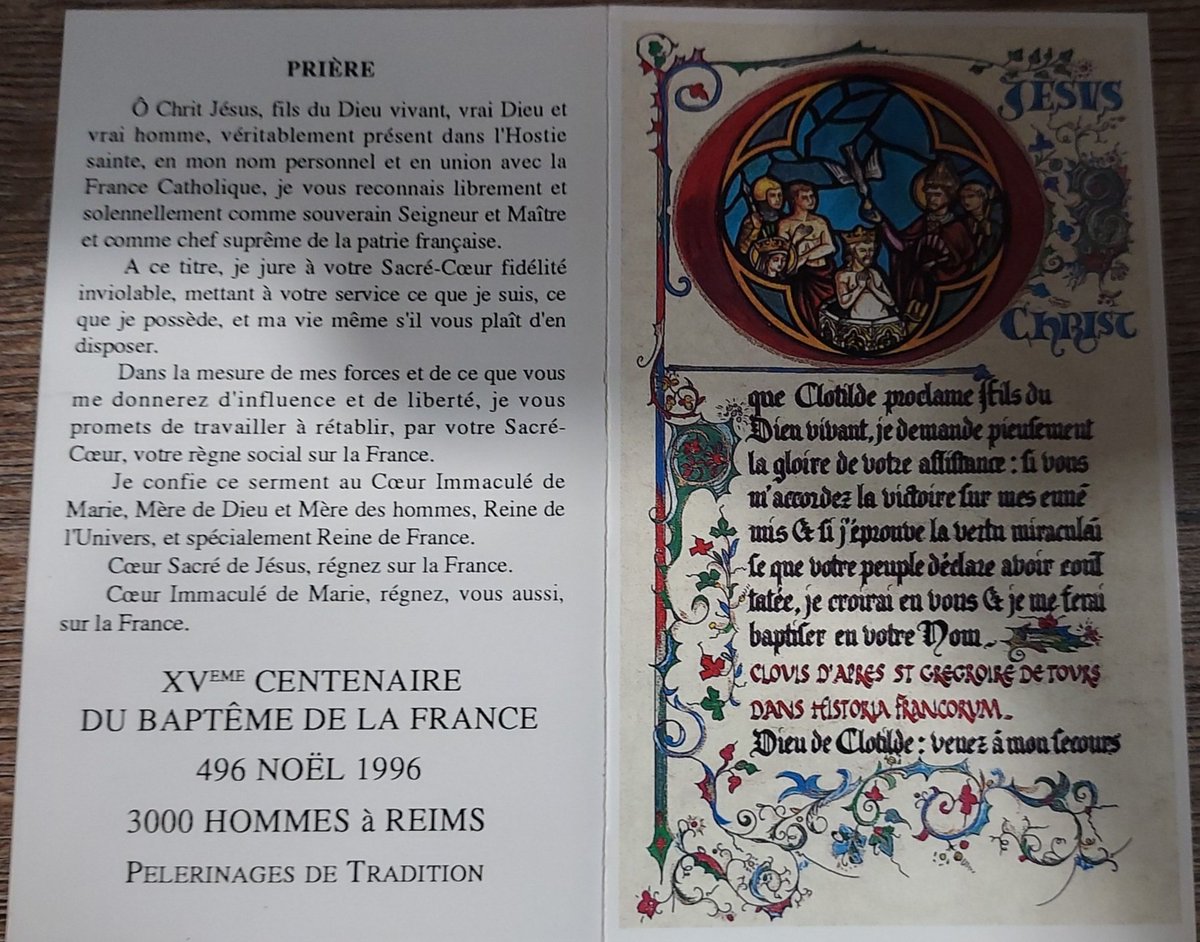 PRIÈRE
Ô Chrit Jésus, fils du Dieu vivant, vrai Dieu et
vrai homme, véritablement présent dans l'Hostie
sainte, en mon nom personnel et en union avec la
France Catholique, je vous reconnais librement et
solennellement comme souverain Seigneur et Maître
et comme chef suprême de la patrie française.
A ce titre, je jure à votre Sacré-Cœur fidélité
inviolable, mettant à votre service ce que je suis, ce
que je possède, et ma vie même s'il vous plaît d'en
disposer.
Dans la mesure de mes forces et de ce que vous
me donnerez d'influence et de liberté, je vous
promets de travailler à rétablir, par votre Sacré-
Cœur, votre règne social sur la France.
Je confie ce serment au Cœur Immaculé de
Marie, Mère de Dieu et Mère des hommes, Reine de
l'Univers, et spécialement Reine de France.
Cœur Sacré de Jésus, régnez sur la France.
Cœur Immaculé de Marie, régnez, vous aussi,
sur la France.
XVEME CENTENAIRE
DU BAPTÊME DE LA FRANCE
496 NOËL 1996
3000 HOMMES à REIMS
PELERINAGES DE TRADITION
Ô JESUS
CHRIST
que Clotilde proclame ſfils du
Dieu vivant, je demande pieuſement
la gloire de votre aſſiſtance : ſi vous
m'accordez la victoire ſur mes enné
mis & ſi j'éprouve la vertu miraculeu
ſe que votre peuple déclare aboir conſ
tatée, je croirai en vous & je me ferai
baptiſer en votre Nom.
CLOVIS D'APRES ST GREGROIRE DE TOURS
DANS HISTORIA FRANCORUM.
Dieu de Clotilde : venez à mon ſecours